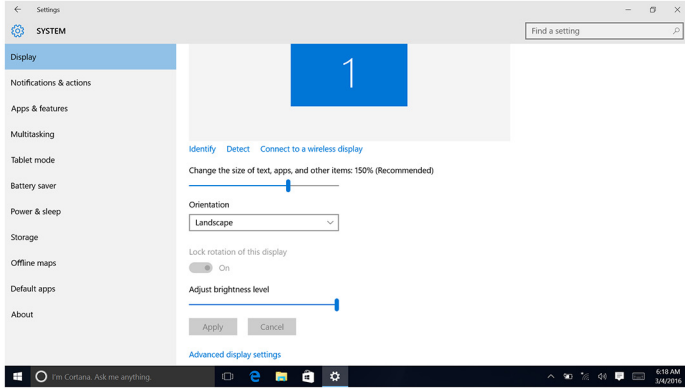 Settings
SYSTEM
Find a setting
Display
Notifications & actions
Apps & features
Multitasking
Tablet mode
Battery saver
Power & sleep
Storage
Offline maps
Default apps
About
1
Identify Detect Connect to a wireless display
Change the size of text, apps, and other items: 150% (Recommended)
Orientation
Landscape
Lock rotation of this display
On
Adjust brightness level
Apply Cancel
Advanced display settings
I'm Cortana. Ask me anything.
6:18 AM
3/4/2016